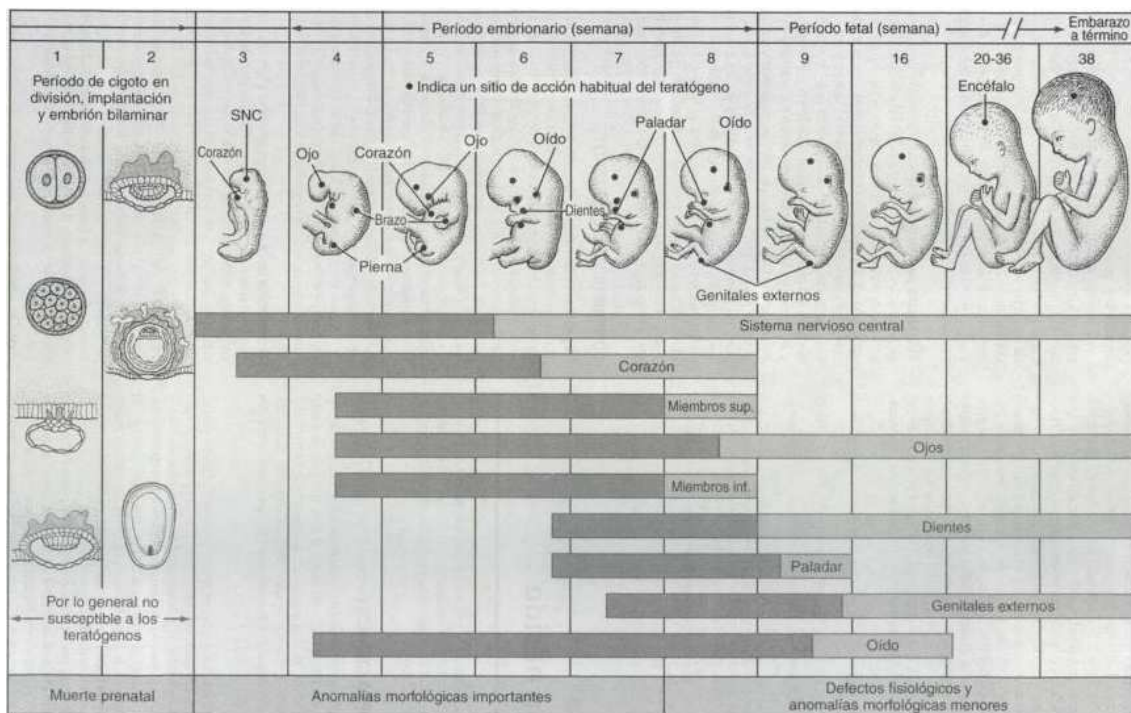 Período embrionario (semana)
Período fetal (semana)
Embarazo
a término
1
2
3
4
5
6
7
8
9
16
20-36
38
Período de cigoto en
división, implantación
y embrión bilaminar
• Indica un sitio de acción habitual del teratógeno
SNC
Corazón
Ojo
Corazón
Ojo
Brazo
Pierna
Oído
Dientes
Paladar
Oído
Genitales externos
Encéfalo
Sistema nervioso central
Corazón
Miembros sup.
Ojos
Miembros inf.
Dientes
Paladar
Genitales externos
Oído
Por lo general no
susceptible a los
teratógenos
Muerte prenatal
Anomalías morfológicas importantes
Defectos fisiológicos y
anomalías morfológicas menores